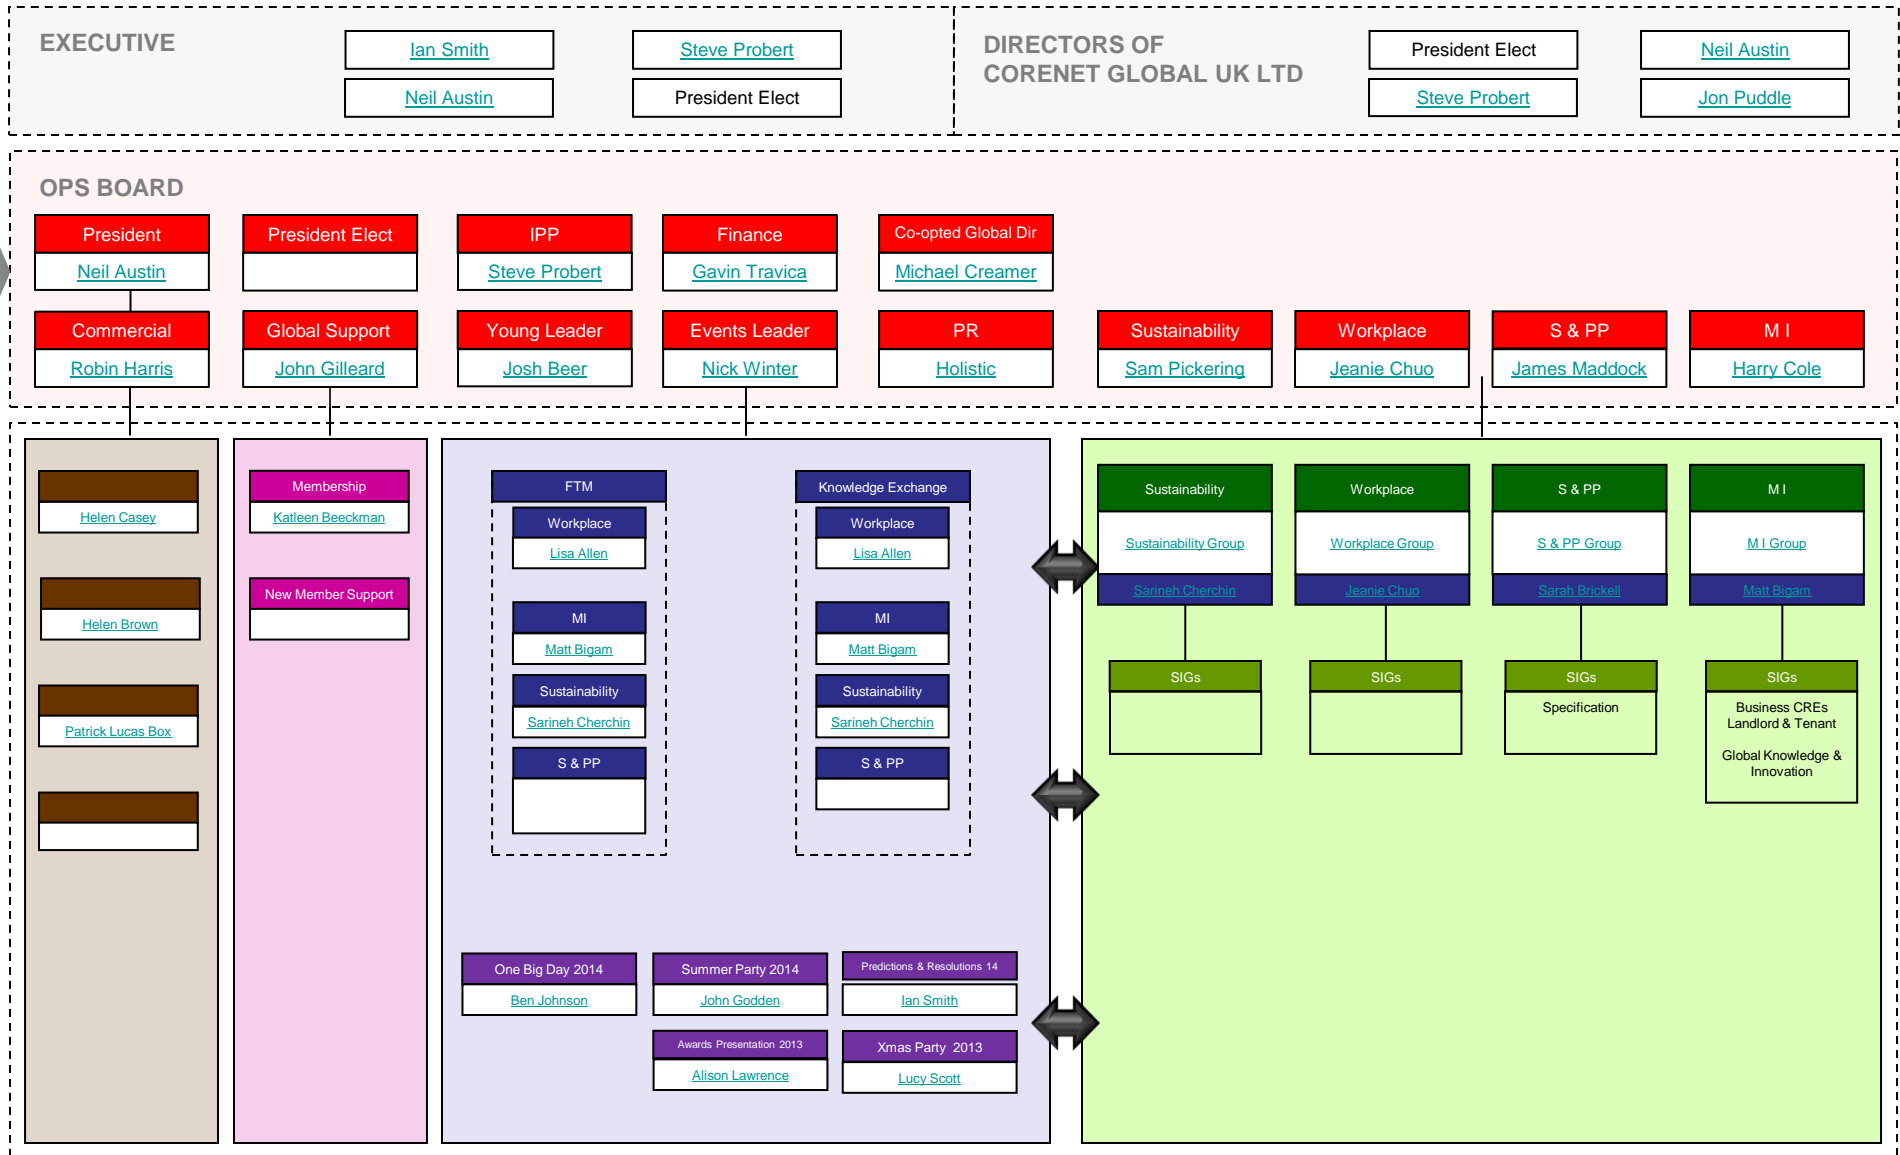 EXECUTIVE
Ian Smith
Steve Probert
Neil Austin
President Elect
DIRECTORS OF
CORENET GLOBAL UK LTD
President Elect
Neil Austin
Steve Probert
Jon Puddle
OPS BOARD
President
Neil Austin
President Elect
IPP
Steve Probert
Finance
Gavin Travica
Co-opted Global Dir
Michael Creamer
Commercial
Robin Harris
Global Support
John Gilleard
Young Leader
Josh Beer
Events Leader
Nick Winter
PR
Holistic
Sustainability
Sam Pickering
Workplace
Jeanie Chuo
S & PP
James Maddock
M I
Harry Cole
Helen Casey
Helen Brown
Patrick Lucas Box
Membership
Katleen Beeckman
New Member Support
FTM
Workplace
Lisa Allen
MI
Matt Bigam
Sustainability
Sarineh Cherchin
S & PP
Knowledge Exchange
Workplace
Lisa Allen
MI
Matt Bigam
Sustainability
Sarineh Cherchin
S & PP
One Big Day 2014
Ben Johnson
Summer Party 2014
John Godden
Predictions & Resolutions 14
Ian Smith
Awards Presentation 2013
Alison Lawrence
Xmas Party  2013
Lucy Scott
Sustainability
Sustainability Group
Sarineh Cherchin
SIGs
Workplace
Workplace Group
Jeanie Chuo
SIGs
S & PP
S & PP Group
Sarah Brickell
SIGs
Specification
M I
M I Group
Matt Bigam
SIGs
Business CREs
Landlord & Tenant
Global Knowledge &
Innovation